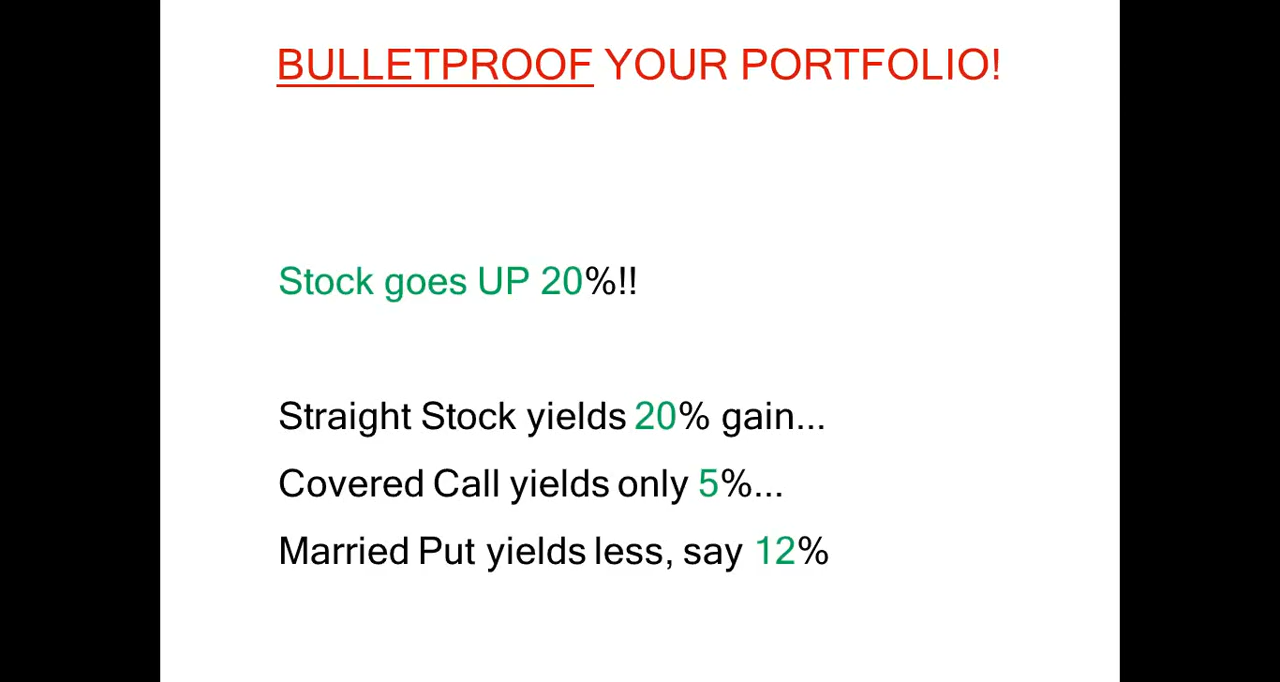 BULLETPROOF YOUR PORTFOLIO!
Stock goes UP 20%!!
Straight Stock yields 20% gain...
Covered Call yields only 5%...
Married Put yields less, say 12%